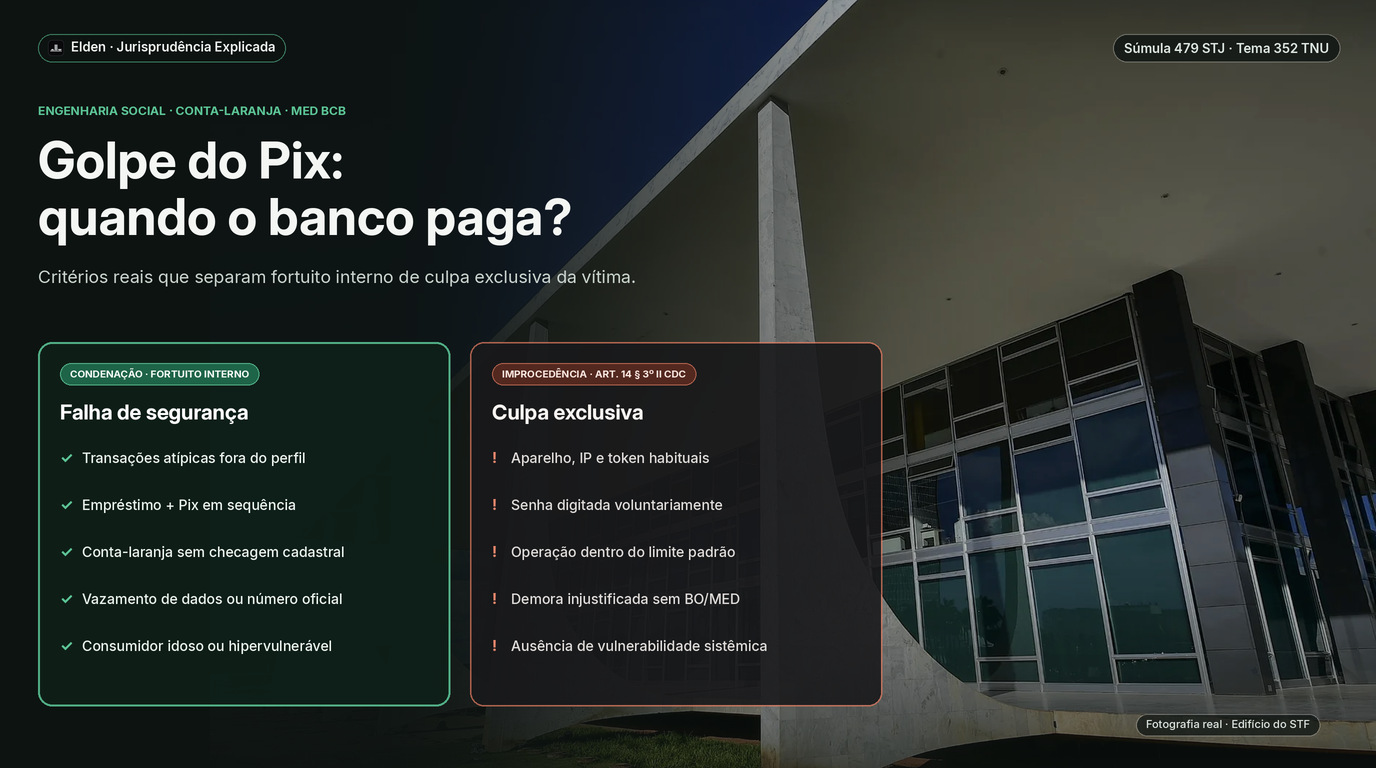 Elden · Jurisprudência Explicada
Súmula 479 STJ · Tema 352 TNU
ENGENHARIA SOCIAL · CONTA-LARANJA · MED BCB
Golpe do Pix:
quando o banco paga?
Critérios reais que separam fortuito interno de culpa exclusiva da vítima.
CONDENAÇÃO · FORTUITO INTERNO
Falha de segurança
✓ Transações atípicas fora do perfil
✓ Empréstimo + Pix em sequência
✓ Conta-laranja sem checagem cadastral
✓ Vazamento de dados ou número oficial
✓ Consumidor idoso ou hipervulnerável
IMPROCEDÊNCIA · ART. 14 § 3º II CDC
Culpa exclusiva
! Aparelho, IP e token habituais
! Senha digitada voluntariamente
! Operação dentro do limite padrão
! Demora injustificada sem BO/MED
! Ausência de vulnerabilidade sistêmica
Fotografia real · Edifício do STF